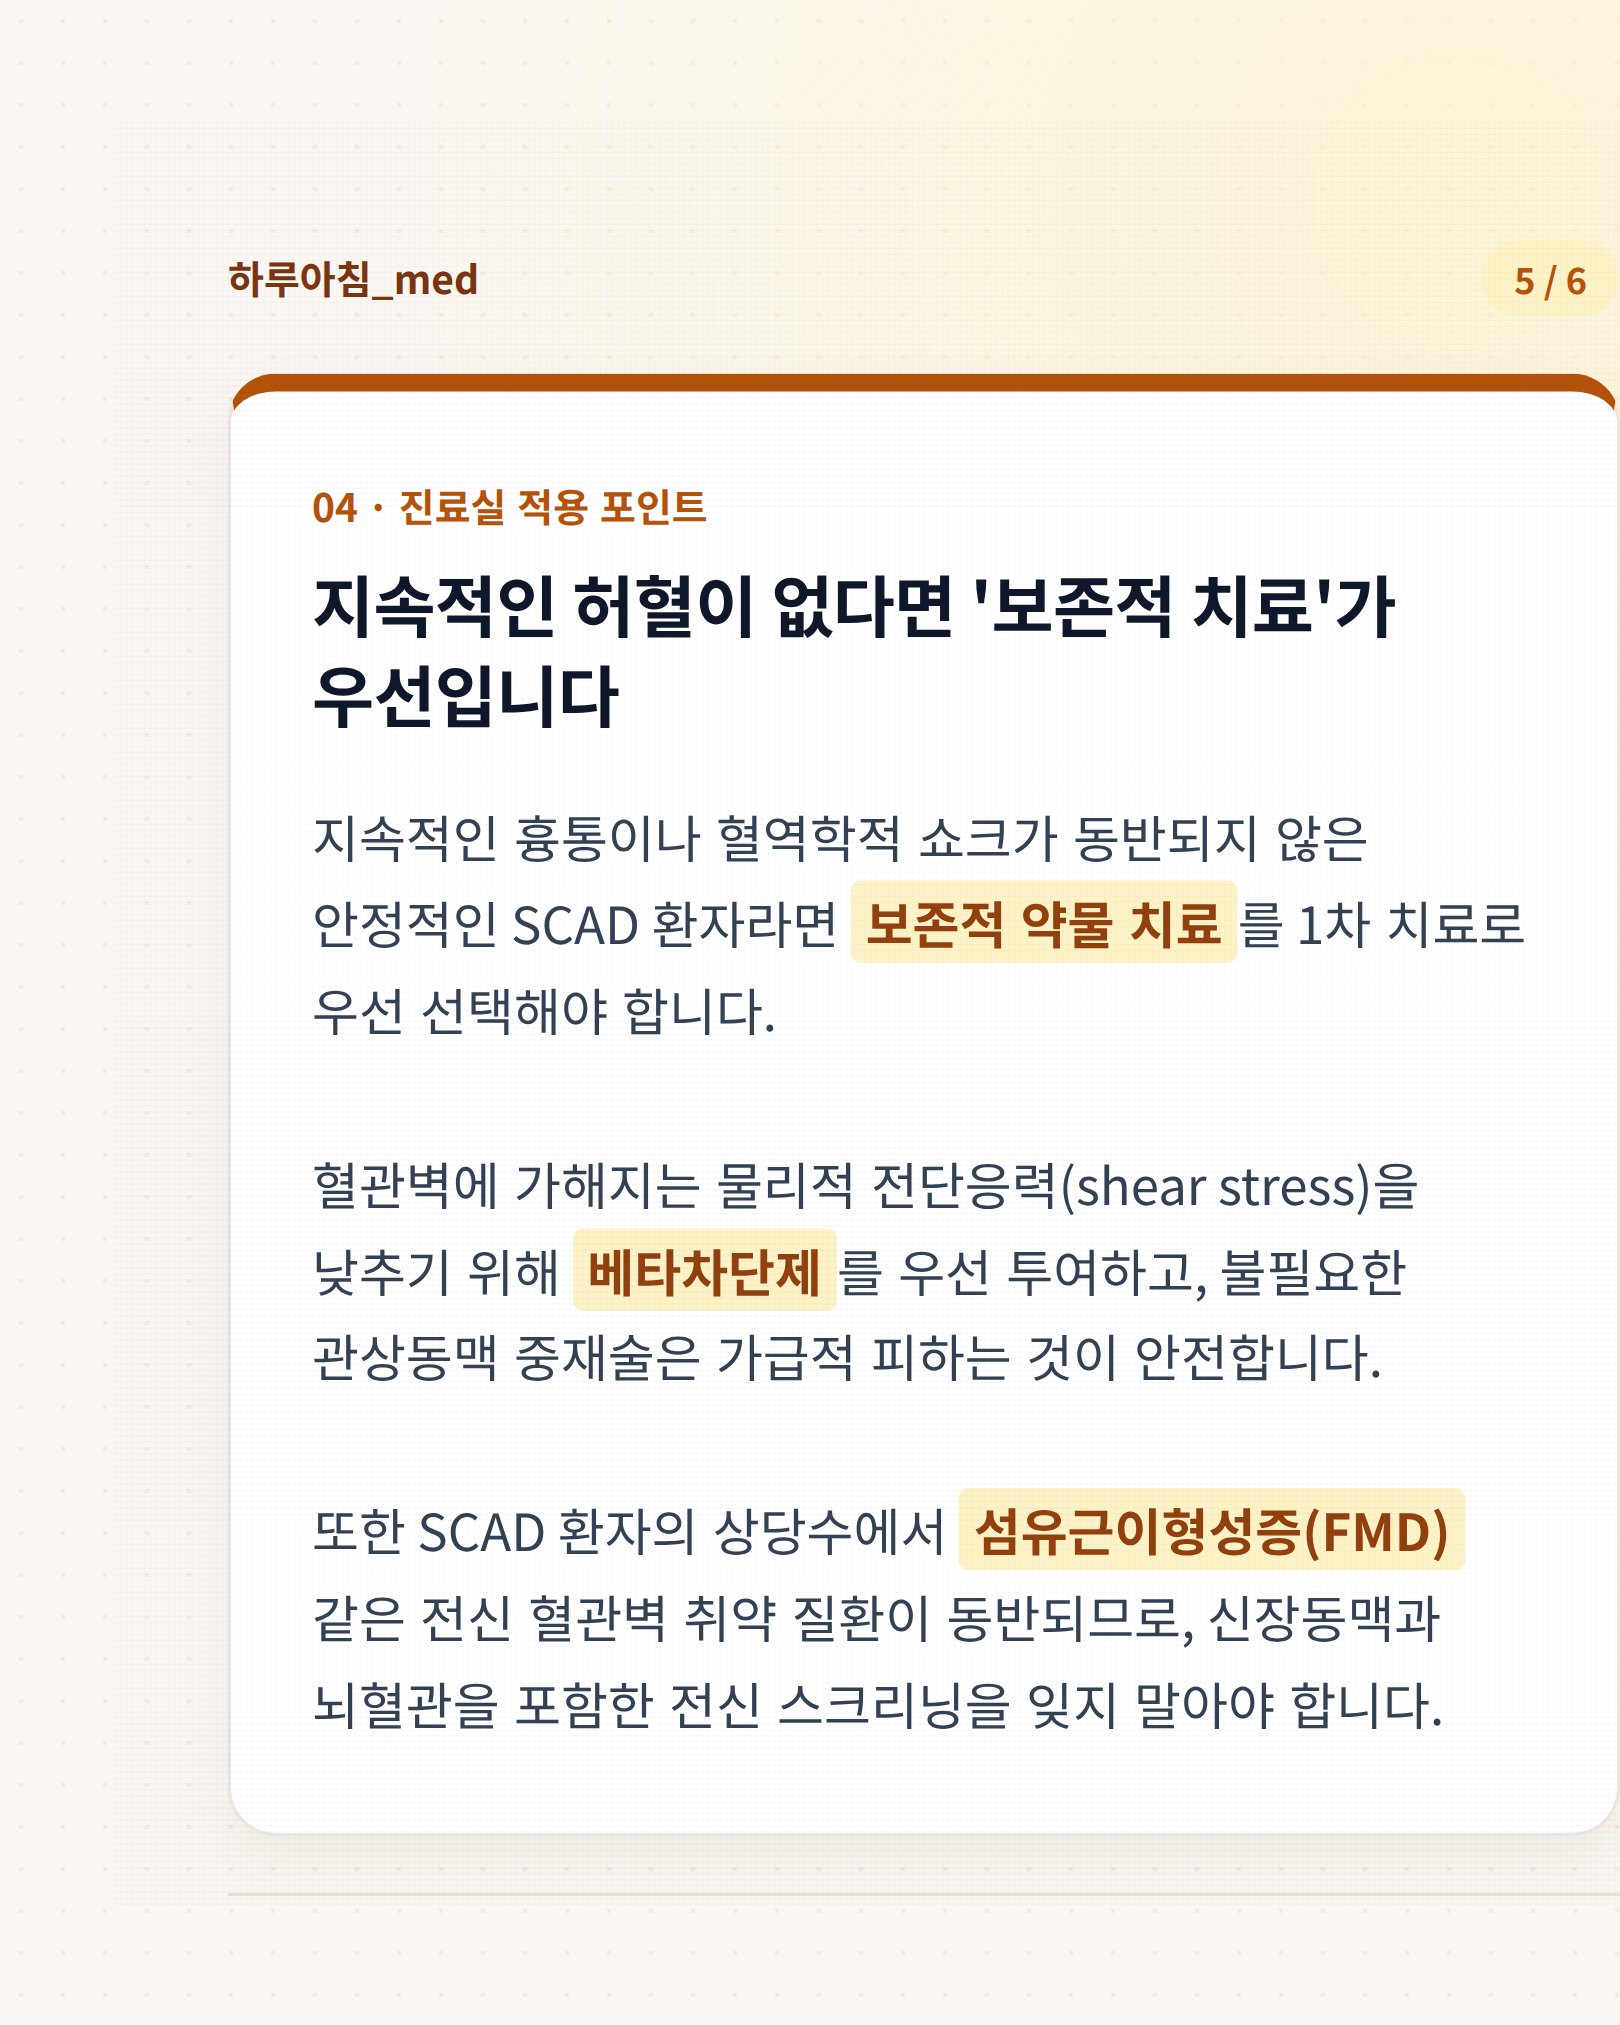 하루아침_med
5 / 6
04 · 진료실 적용 포인트
지속적인 허혈이 없다면 '보존적 치료'가
우선입니다
지속적인 흉통이나 혈역학적 쇼크가 동반되지 않은
안정적인 SCAD 환자라면 보존적 약물 치료를 1차 치료로
우선 선택해야 합니다.
혈관벽에 가해지는 물리적 전단응력(shear stress)을
낮추기 위해 베타차단제를 우선 투여하고, 불필요한
관상동맥 중재술은 가급적 피하는 것이 안전합니다.
또한 SCAD 환자의 상당수에서 섬유근이형성증(FMD)
같은 전신 혈관벽 취약 질환이 동반되므로, 신장동맥과
뇌혈관을 포함한 전신 스크리닝을 잊지 말아야 합니다.